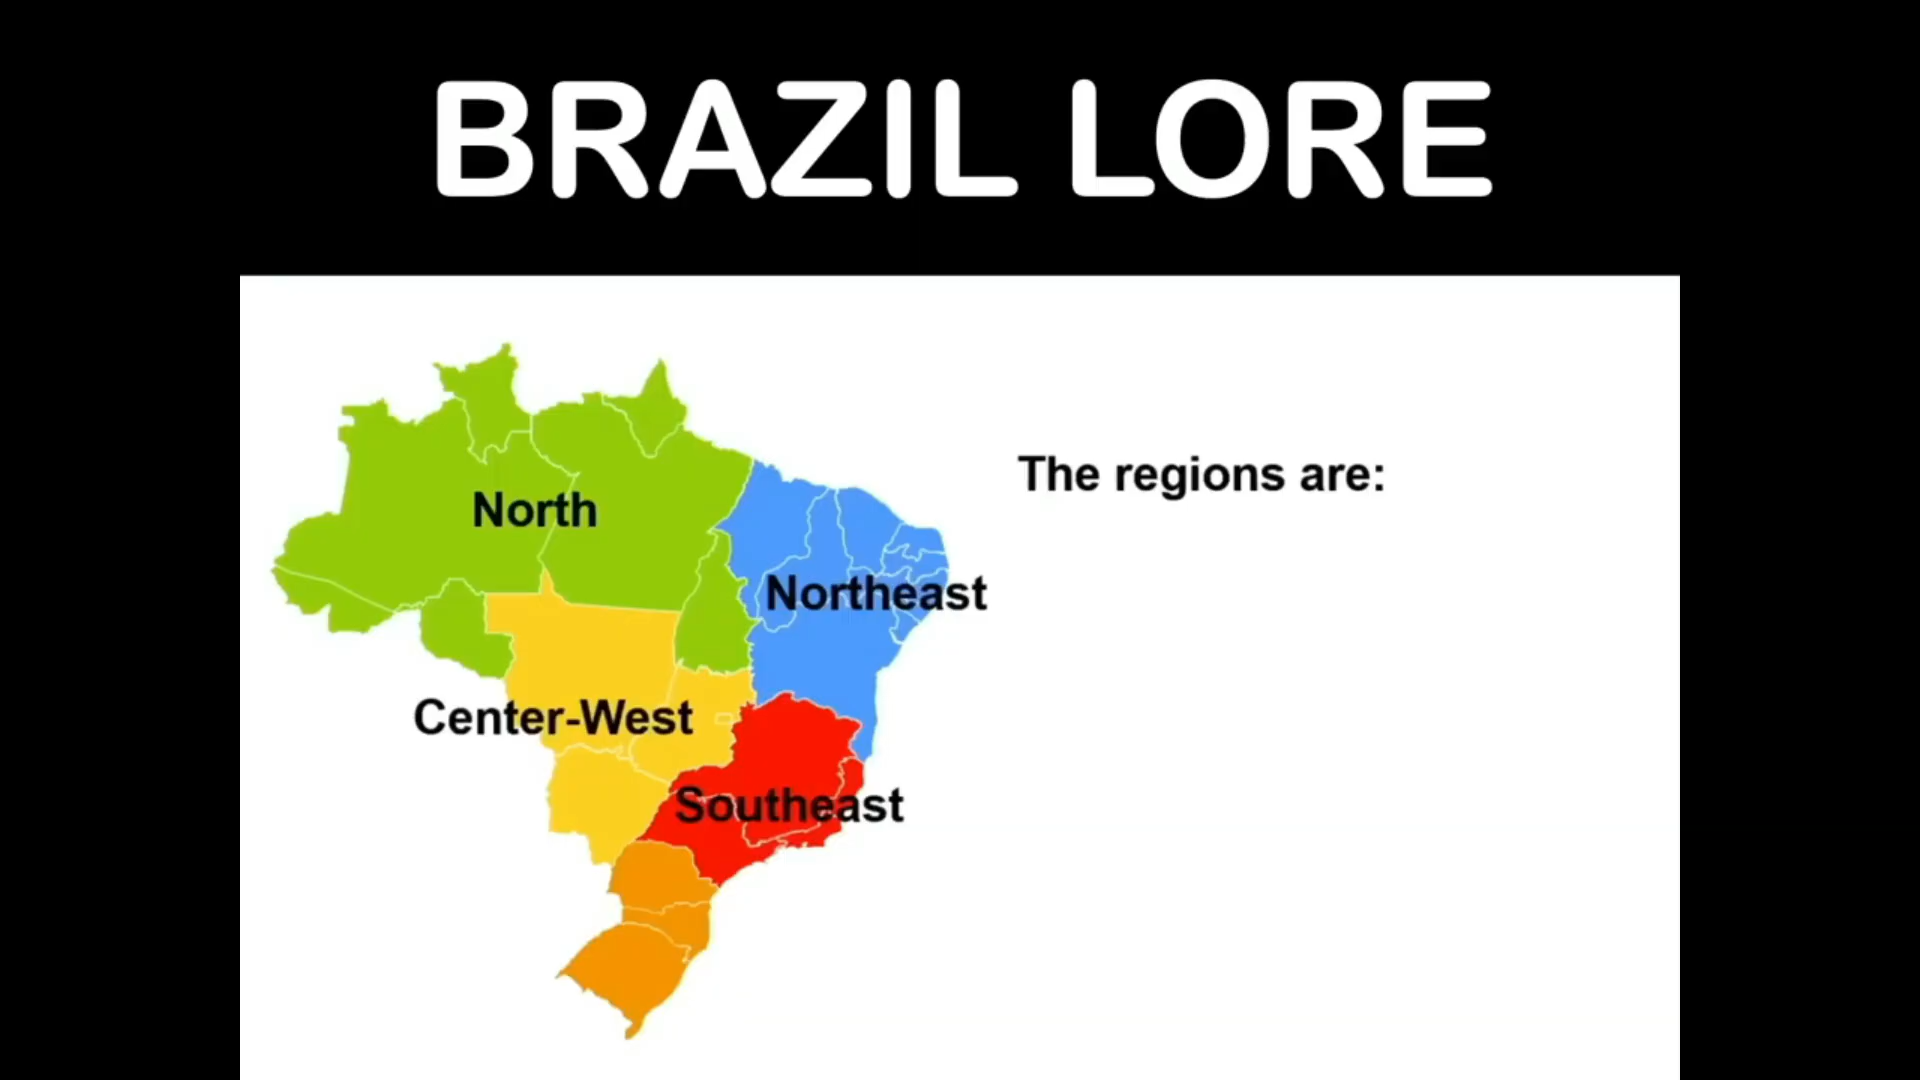 BRAZIL LORE
The regions are:
North
Northeast
Center-West
Southeast